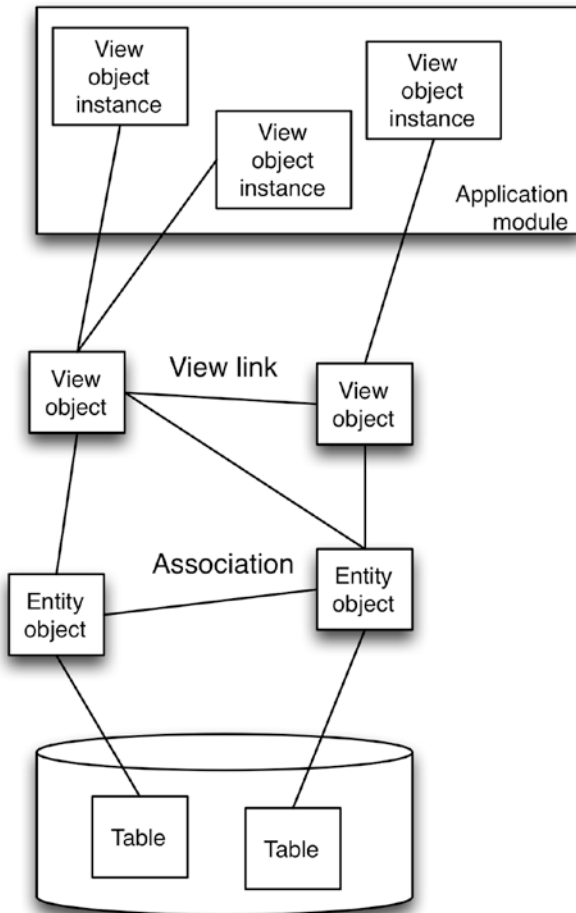 View
object
instance
View
object
instance
View
object
instance
Application
module
View link
View
object
View
object
Association
Entity
object
Entity
object
Table
Table